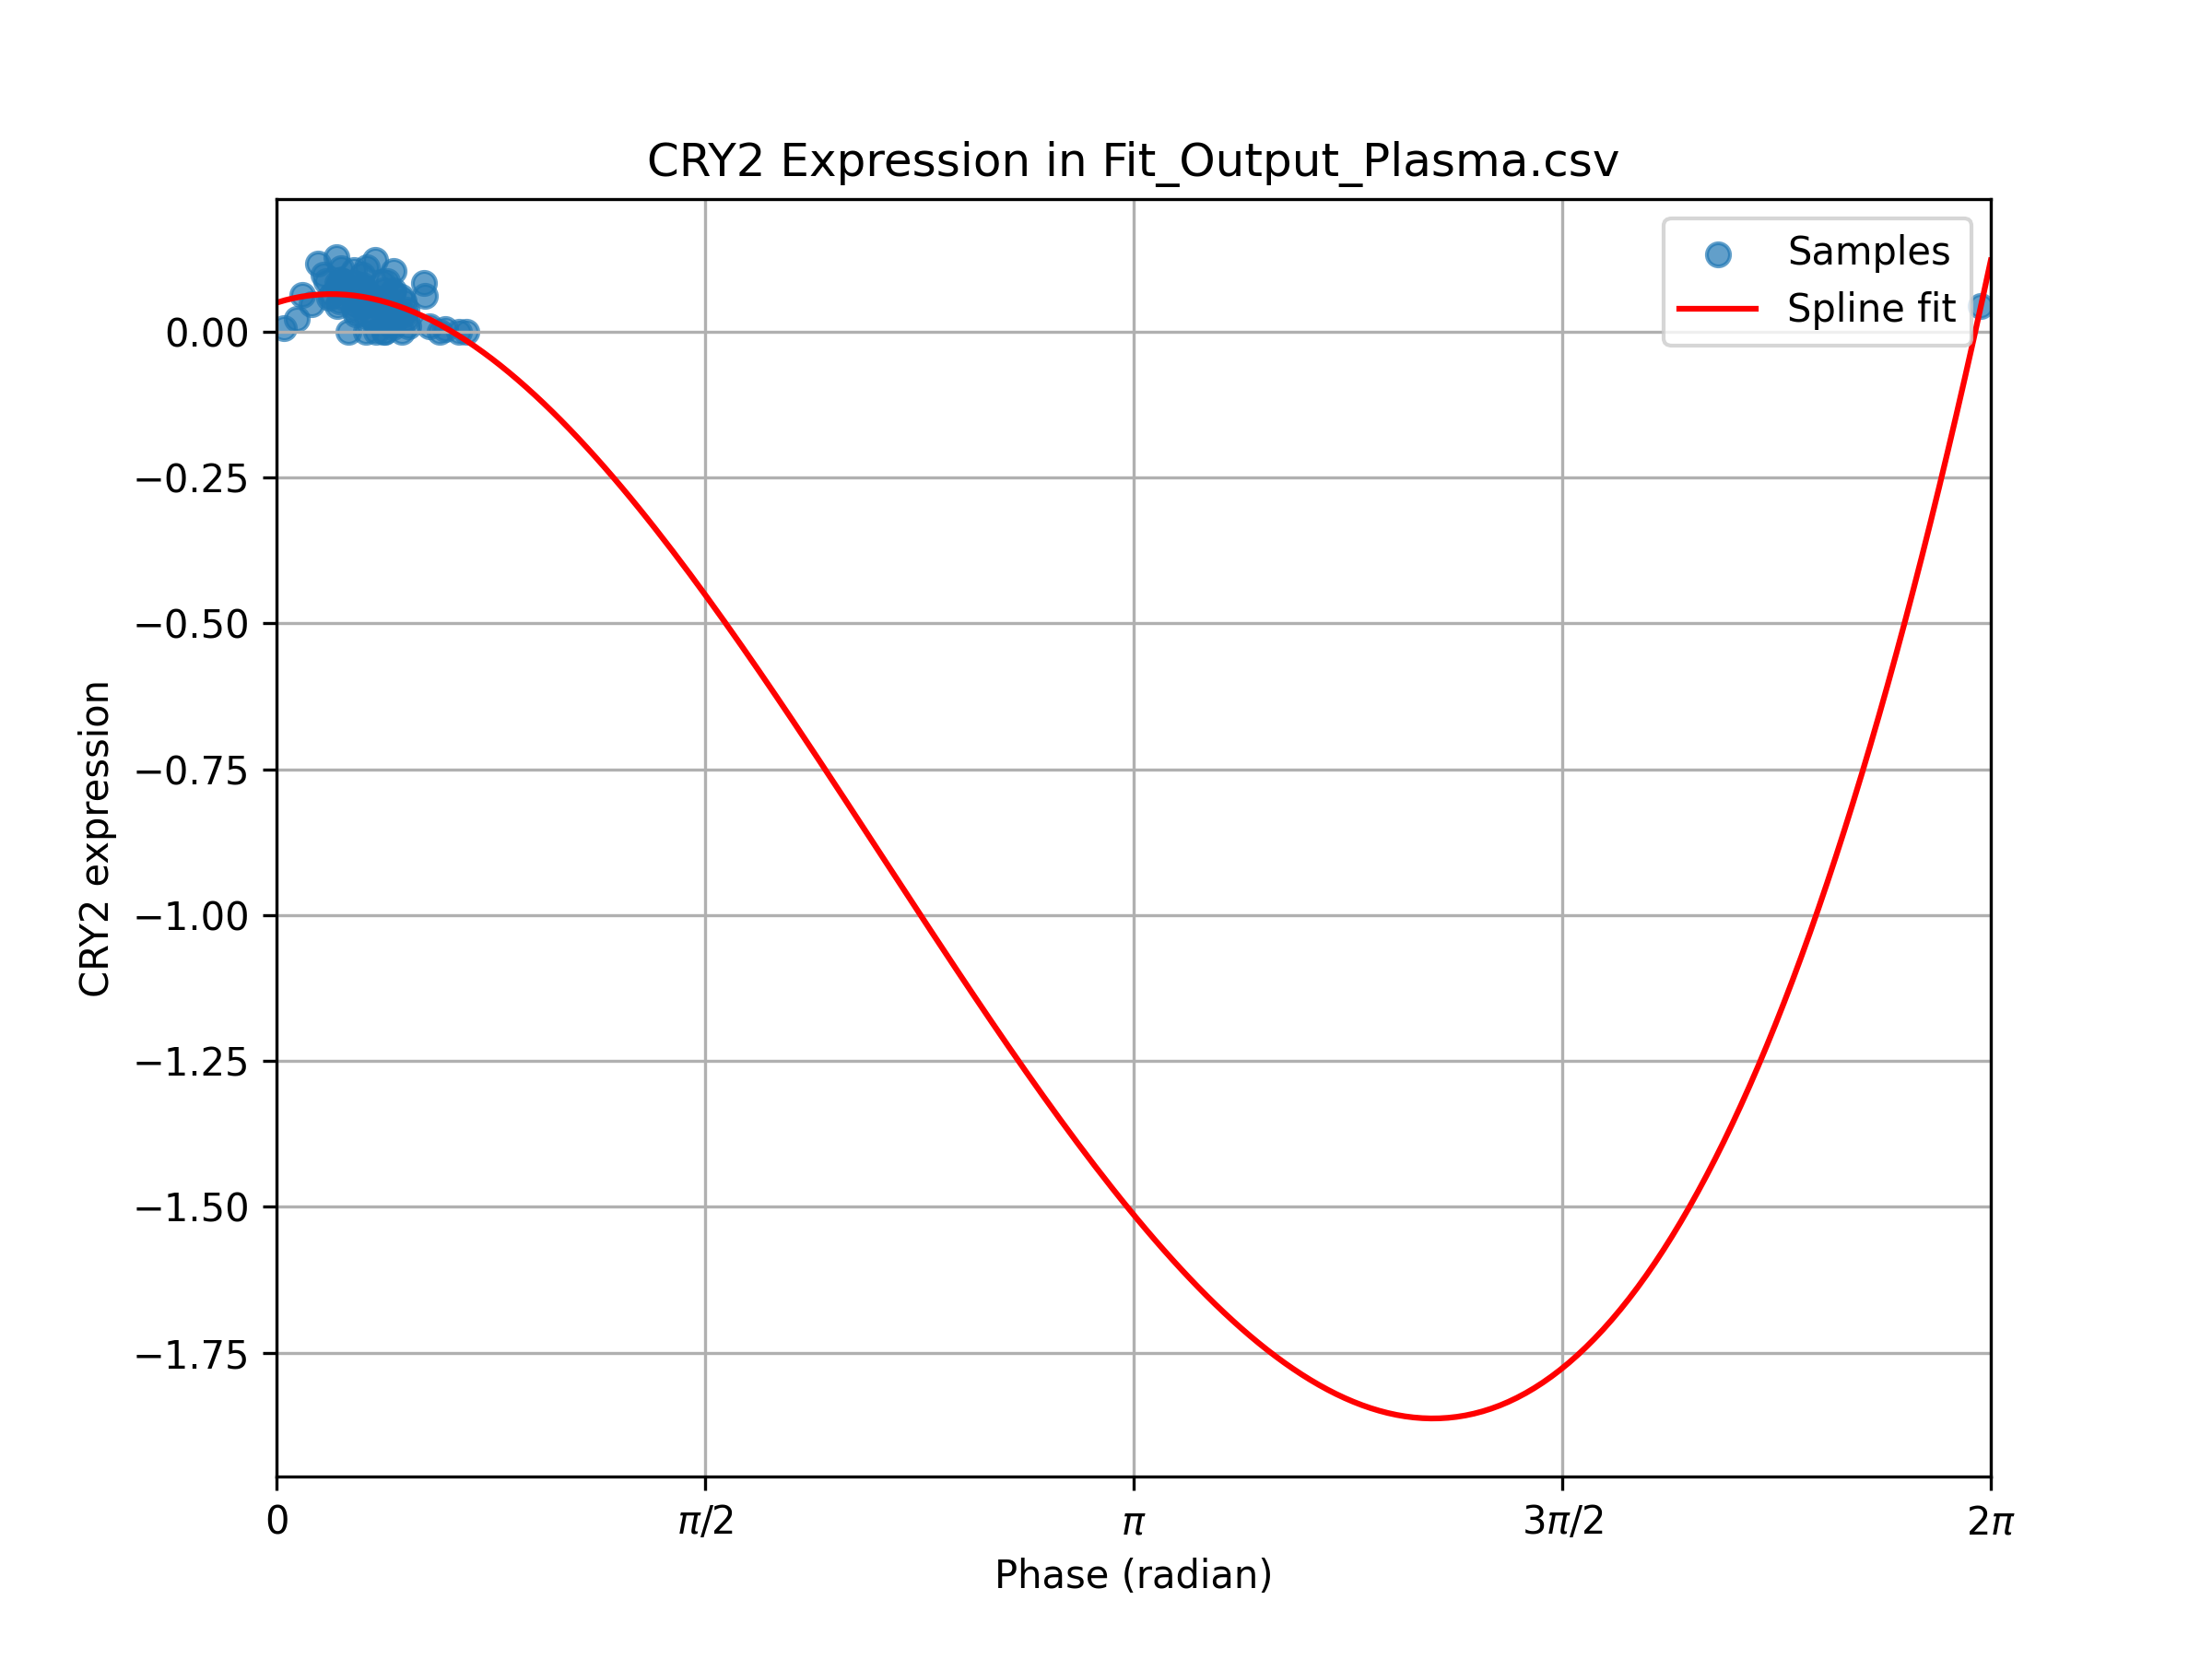 CRY2 Expression in Fit_Output_Plasma.csv
Samples
Spline fit
0.00
−0.25
−0.50
−0.75
−1.00
−1.25
−1.50
−1.75
CRY2 expression
0 π/2 π 3π/2 2π
Phase (radian)